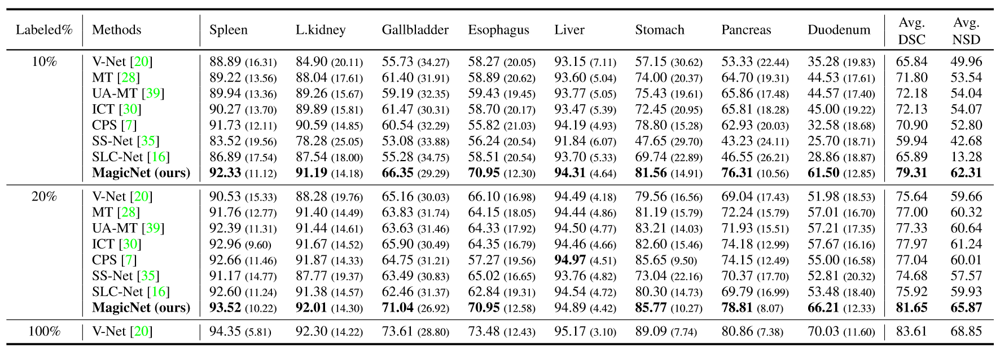 Labeled% Methods Spleen L.kidney Gallbladder Esophagus Liver Stomach Pancreas Duodenum Avg. DSC Avg. NSD
10% V-Net [20] 88.89 (16.31) 84.90 (20.11) 55.73 (34.27) 58.27 (20.05) 93.15 (7.11) 57.15 (30.62) 53.33 (22.44) 35.28 (19.83) 65.84 49.96
MT [28] 89.22 (13.56) 88.04 (17.61) 61.40 (31.91) 58.89 (20.62) 93.60 (5.04) 74.00 (20.37) 64.70 (19.31) 44.53 (17.61) 71.80 53.54
UA-MT [39] 89.94 (13.36) 89.26 (15.67) 59.19 (32.35) 59.43 (19.45) 93.77 (5.05) 75.43 (19.61) 65.86 (17.48) 44.57 (17.40) 72.18 54.04
ICT [30] 90.27 (13.70) 89.89 (15.81) 61.47 (30.31) 58.70 (20.17) 93.47 (5.39) 72.45 (20.95) 65.81 (18.28) 45.00 (19.22) 72.13 54.07
CPS [7] 91.73 (12.11) 90.59 (14.85) 60.54 (32.29) 55.82 (21.03) 94.19 (4.93) 78.80 (15.28) 62.93 (20.03) 32.58 (18.68) 70.90 52.80
SS-Net [35] 83.52 (19.56) 78.28 (25.05) 53.08 (33.88) 56.24 (20.54) 91.84 (6.07) 47.65 (29.70) 43.23 (24.11) 25.70 (18.71) 59.94 42.68
SLC-Net [16] 86.89 (17.54) 87.54 (18.00) 55.28 (34.75) 58.51 (20.54) 93.70 (5.33) 69.74 (22.89) 46.55 (26.21) 28.86 (18.87) 65.89 13.28
MagicNet (ours) 92.33 (11.12) 91.19 (14.18) 66.35 (29.29) 70.95 (12.30) 94.31 (4.64) 81.56 (14.91) 76.31 (10.56) 61.50 (12.85) 79.31 62.31
20% V-Net [20] 90.53 (15.33) 88.28 (19.76) 65.16 (30.03) 66.10 (16.98) 94.49 (4.18) 79.56 (16.56) 69.04 (17.43) 51.98 (18.53) 75.64 59.66
MT [28] 91.76 (12.77) 91.40 (14.49) 63.83 (31.74) 64.15 (18.05) 94.44 (4.86) 81.19 (15.79) 72.24 (15.79) 57.01 (16.70) 77.00 60.32
UA-MT [39] 92.39 (11.31) 91.44 (14.61) 63.63 (31.46) 64.33 (17.92) 94.50 (4.77) 83.21 (14.03) 71.93 (15.51) 57.21 (17.35) 77.33 60.64
ICT [30] 92.96 (9.60) 91.67 (14.52) 65.90 (30.49) 64.35 (16.79) 94.46 (4.66) 82.60 (15.46) 74.18 (12.99) 57.67 (16.16) 77.97 61.24
CPS [7] 92.66 (11.46) 91.87 (14.33) 64.75 (31.21) 57.27 (19.56) 94.97 (4.51) 85.65 (9.50) 74.15 (12.49) 55.00 (16.58) 77.04 60.01
SS-Net [35] 91.17 (14.77) 87.77 (19.37) 63.49 (30.83) 65.02 (16.65) 93.76 (4.82) 73.04 (22.16) 70.37 (17.70) 52.81 (20.32) 74.68 57.57
SLC-Net [16] 92.60 (11.24) 91.38 (14.57) 62.46 (31.37) 62.84 (19.31) 94.54 (4.72) 80.30 (14.73) 69.79 (16.99) 53.48 (18.40) 75.92 59.93
MagicNet (ours) 93.52 (10.22) 92.01 (14.30) 71.04 (26.92) 70.95 (12.58) 94.89 (4.42) 85.77 (10.27) 78.81 (8.07) 66.21 (12.33) 81.65 65.87
100% V-Net [20] 94.35 (5.81) 92.30 (14.22) 73.61 (28.80) 73.48 (12.43) 95.17 (3.10) 89.09 (7.74) 80.86 (7.38) 70.03 (11.60) 83.61 68.85